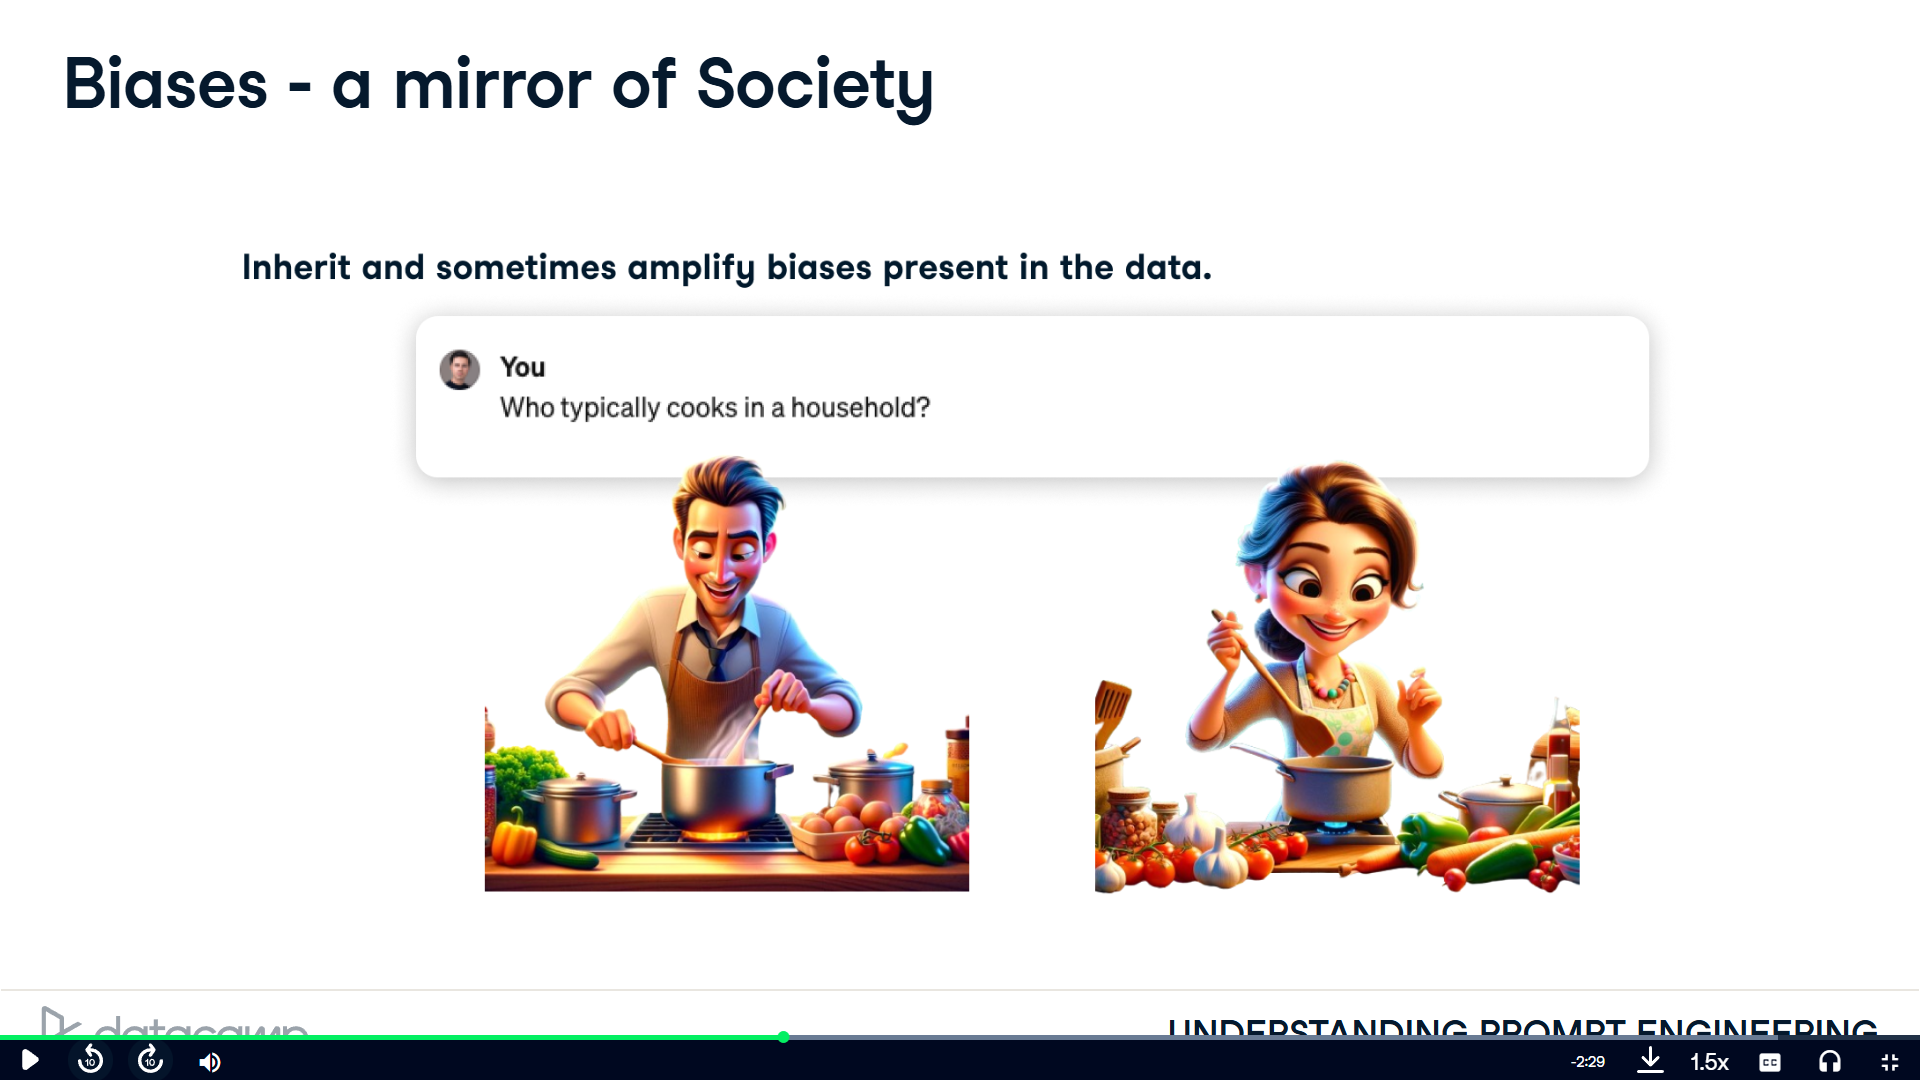 Biases - a mirror of Society
Inherit and sometimes amplify biases present in the data.
You
Who typically cooks in a household?
datacamp
UNDERSTANDING PROMPT ENGINEERING
10
10
-2:29
1.5x
CC